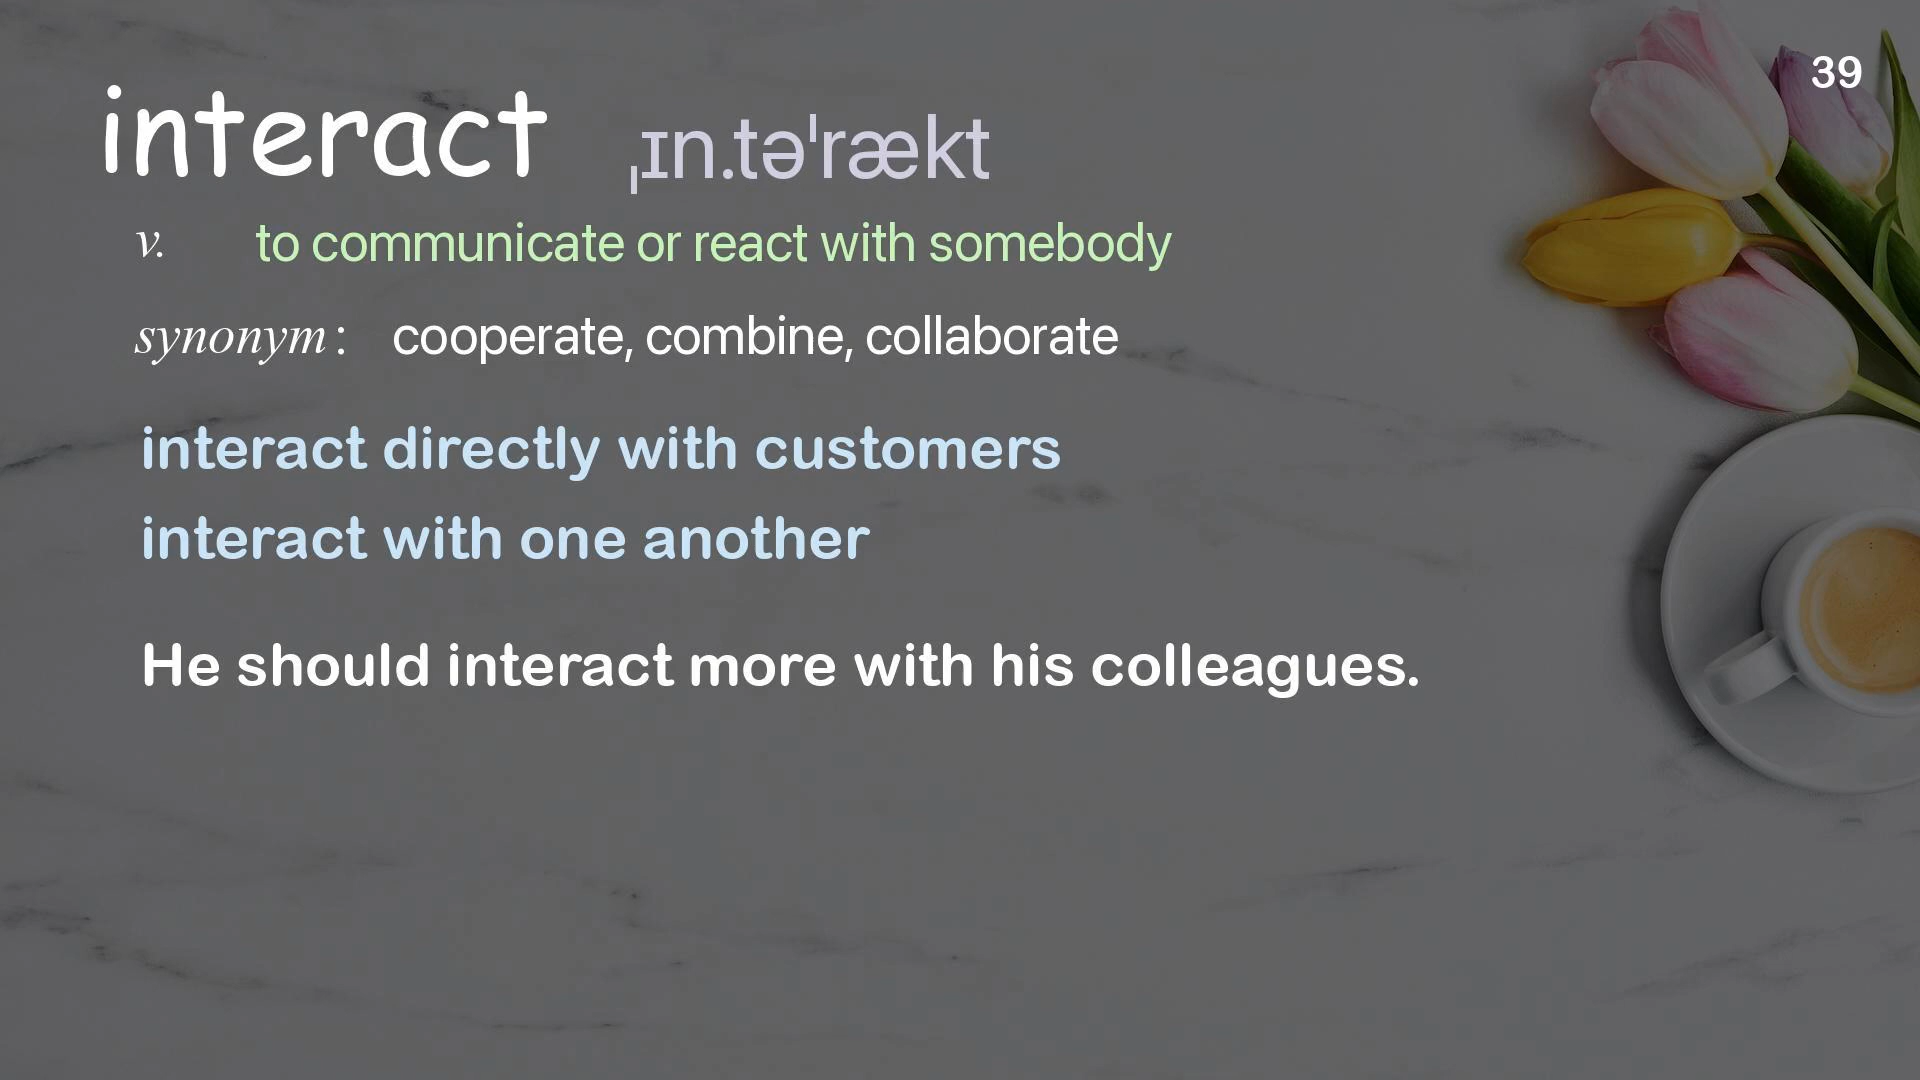 39
interact ˌɪn.təˈrækt
v. to communicate or react with somebody
synonym : cooperate, combine, collaborate
interact directly with customers
interact with one another
He should interact more with his colleagues.